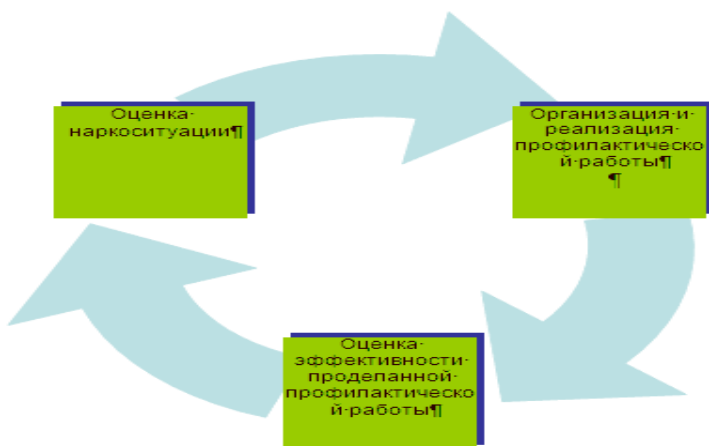 Оценка·
наркоситуации¶
Организация·и·
реализация·
профилактическо
й·работы¶
¶
Оценка·
эффективности·
проделанной·
профилактическо
й·работы¶